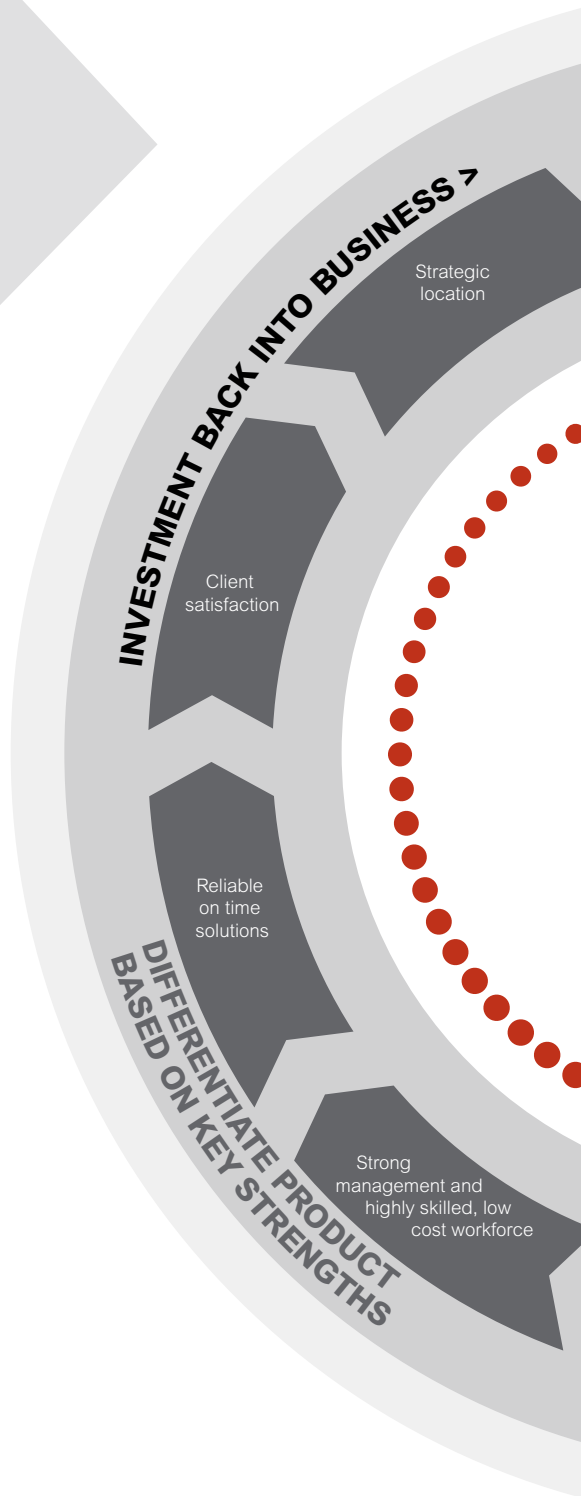 INVESTMENT BACK INTO BUSINESS >
Strategic
location
Client
satisfaction
Reliable
on time
solutions
DIFFERENTIATE PRODUCT
BASED ON KEY STRENGTHS
Strong
management and
highly skilled, low
cost workforce